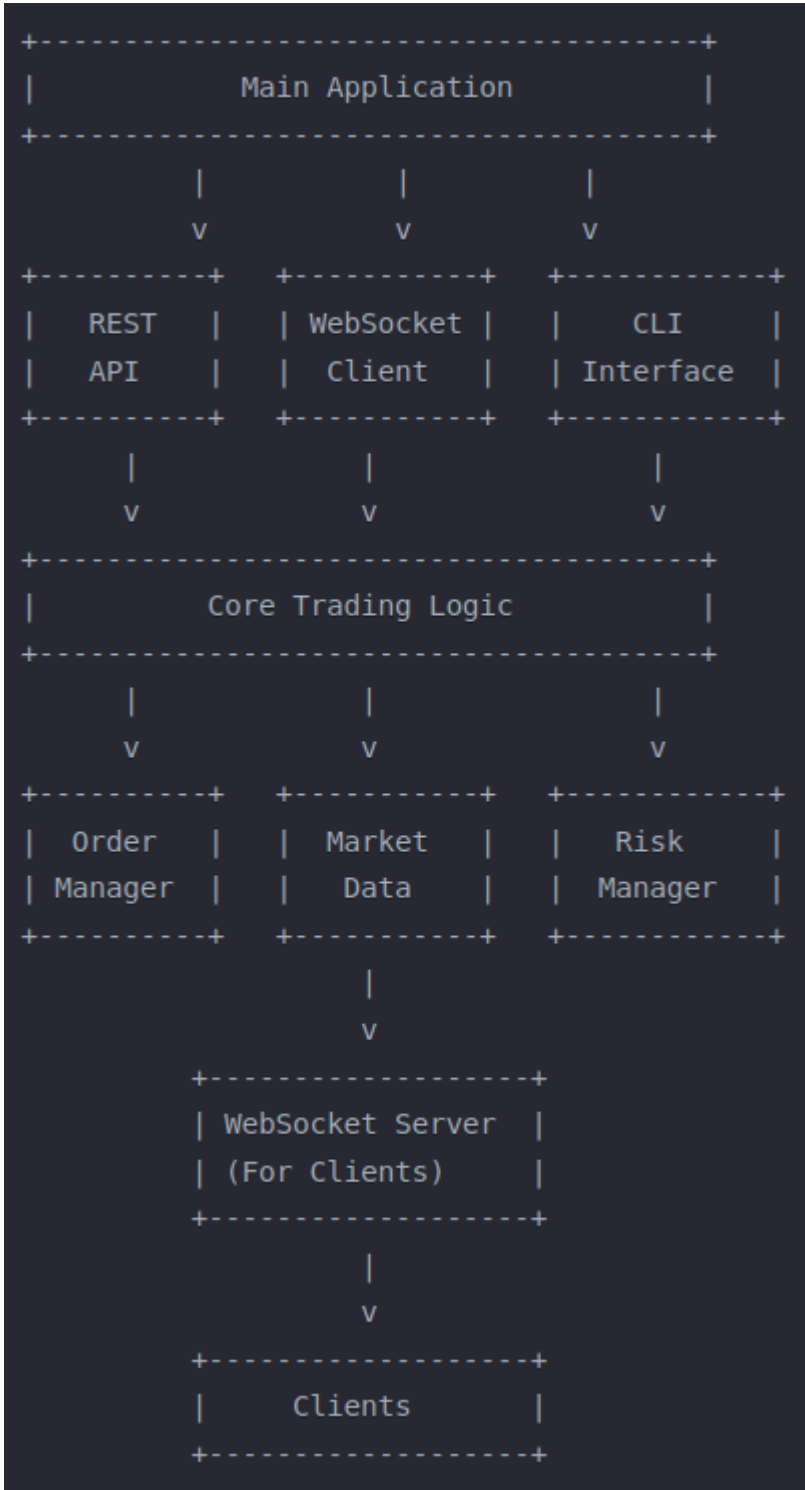 +---------------------------------------+
|            Main Application           |
+---------------------------------------+
          |           |          |
          v           v          v
+----------+   +-----------+   +------------+
|   REST   |   | WebSocket |   |    CLI     |
|   API    |   |  Client   |   | Interface  |
+----------+   +-----------+   +------------+
      |             |                |
      v             v                v
+---------------------------------------+
|          Core Trading Logic           |
+---------------------------------------+
      |             |                |
      v             v                v
+----------+   +-----------+   +------------+
|  Order   |   |  Market   |   |   Risk     |
| Manager  |   |   Data    |   |  Manager   |
+----------+   +-----------+   +------------+
                    |
                    v
          +-------------------+
          | WebSocket Server  |
          | (For Clients)     |
          +-------------------+
                    |
                    v
          +-------------------+
          |     Clients       |
          +-------------------+